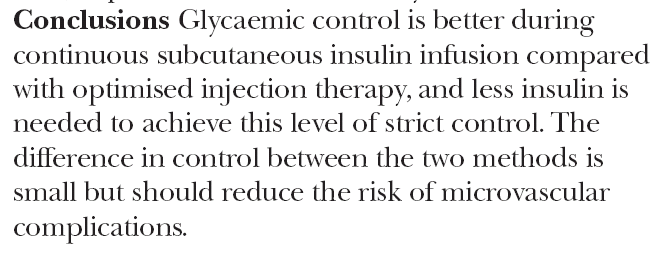 Conclusions Glycaemic control is better during
continuous subcutaneous insulin infusion compared
with optimised injection therapy, and less insulin is
needed to achieve this level of strict control. The
difference in control between the two methods is
small but should reduce the risk of microvascular
complications.